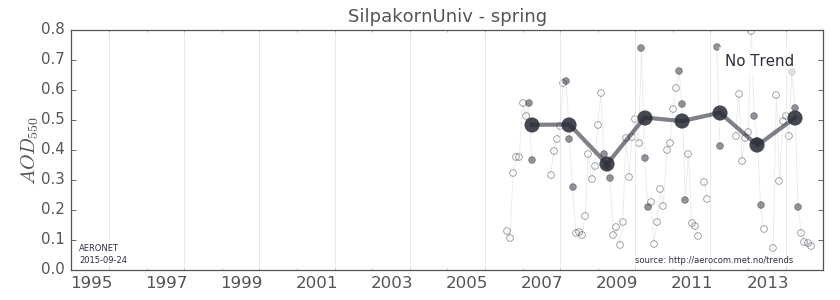 SilpakornUniv - spring
0.8
0.7
0.6
0.5
0.4
0.3
0.2
0.1
0.0
AOD550
No Trend
AERONET
2015-09-24
source: http://aerocom.met.no/trends
1995 1997 1999 2001 2003 2005 2007 2009 2011 2013